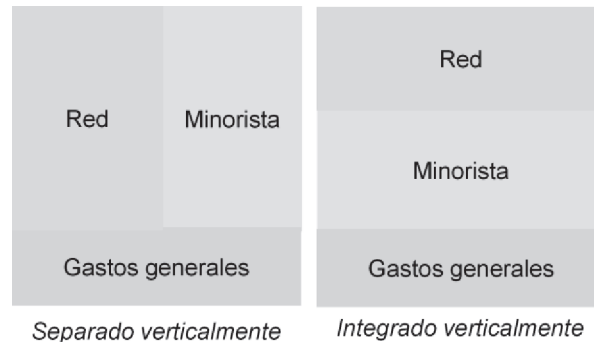 Red
Minorista
Gastos generales
Separado verticalmente
Red
Minorista
Gastos generales
Integrado verticalmente